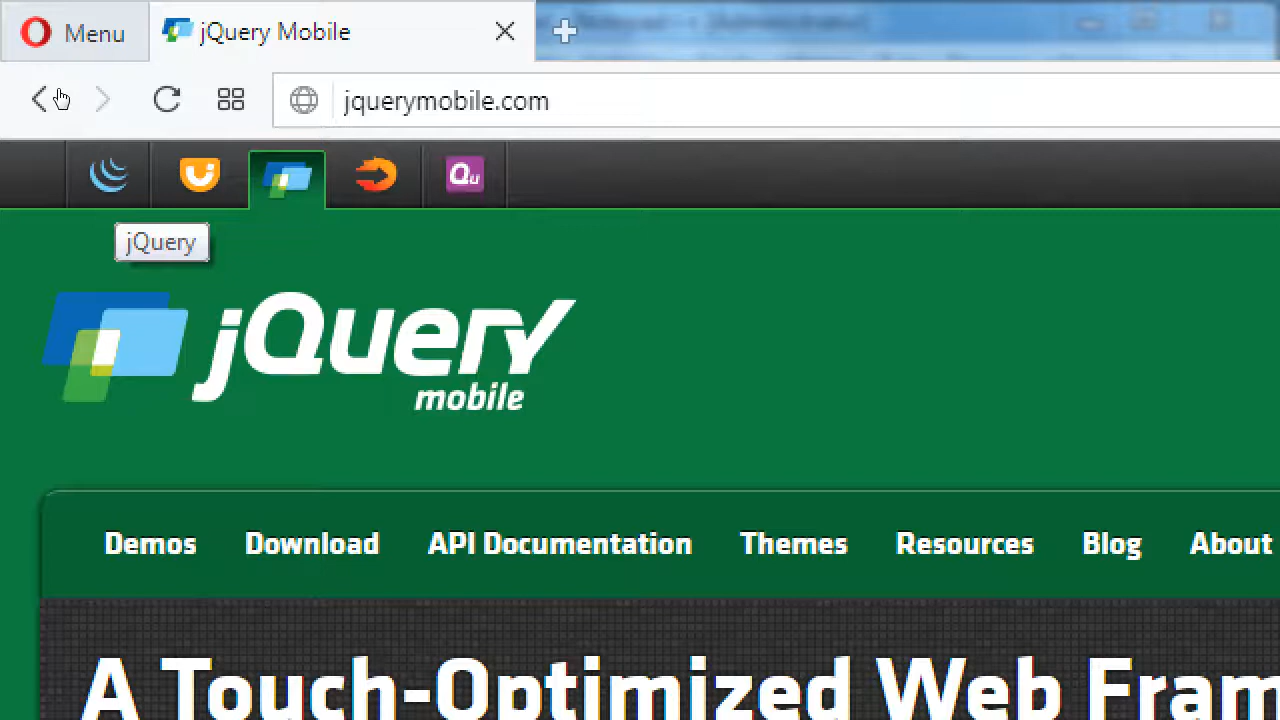 Menu
jQuery Mobile
jquerymobile.com
Qu
jQuery
jQuery
mobile
Demos Download API Documentation Themes Resources Blog About
A Touch-Optimized Web Fram